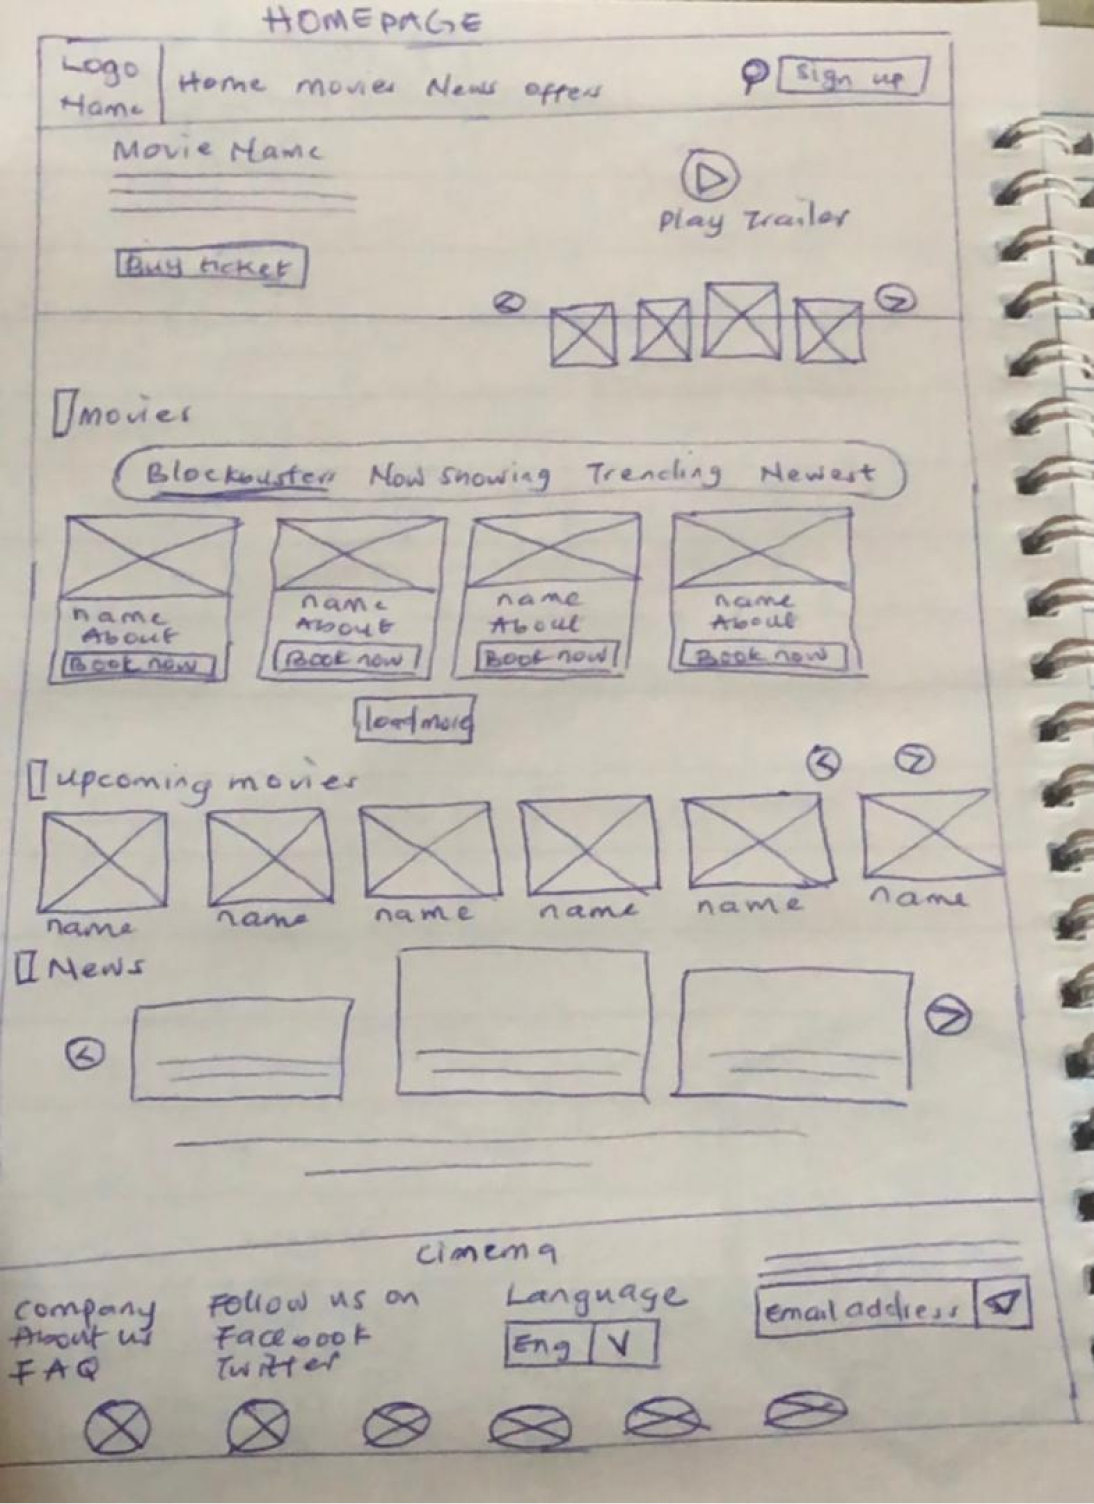 HOMEPAGE
Logo
Name
Home movies News offers
Sign up
Movie Name
Play Trailer
Buy ticket
movies
Blockbusters Now showing Trending Newest
name
About
Book now
name
About
Book now
name
About
Book now
name
About
Book now
load more
upcoming movies
name
name
name
name
name
name
News
cimema
company
About us
FAQ
Follow us on
Facebook
Twitter
Language
Eng
Email address